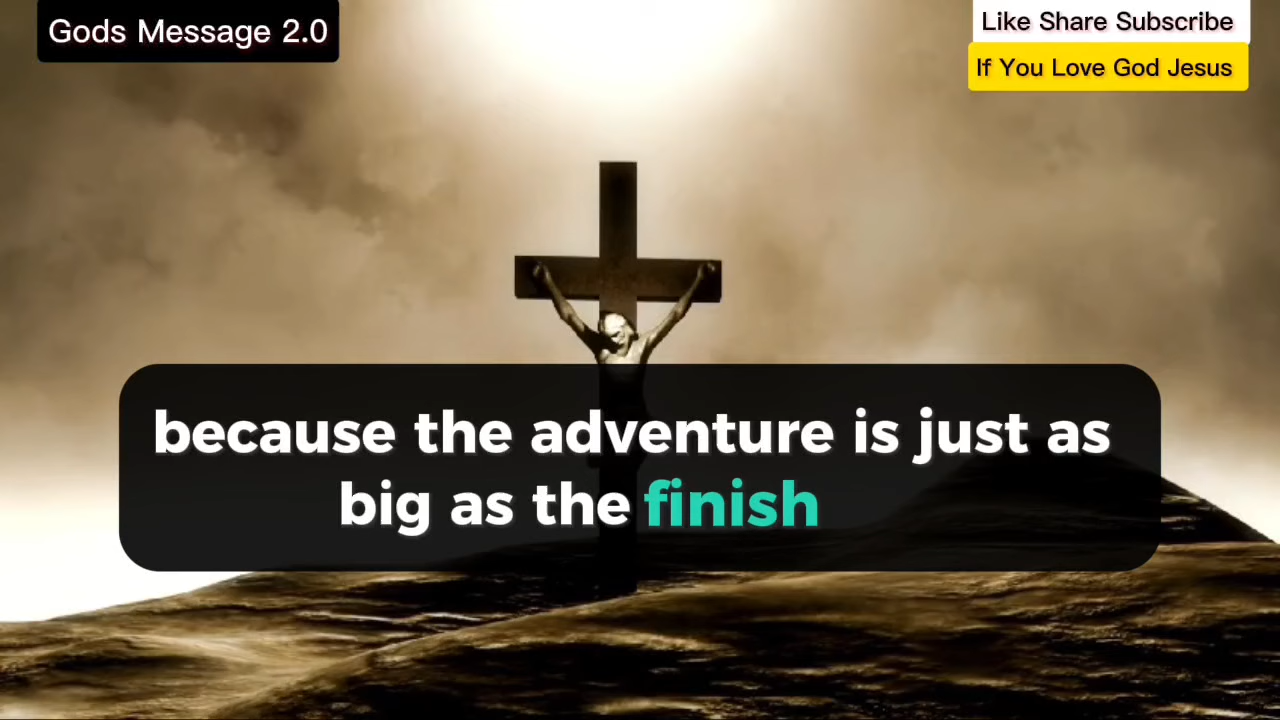 Gods Message 2.0
Like Share Subscribe
If You Love God Jesus
because the adventure is just as
big as the finish